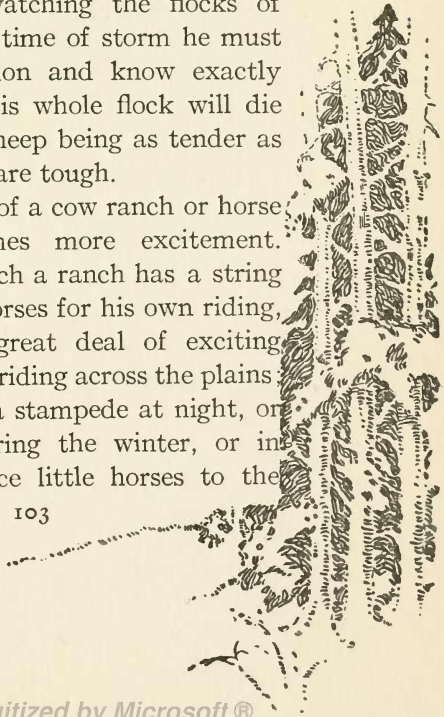 watching the flocks of
time of storm he must
ion and know exactly
is whole flock will die
heep being as tender as
are tough.
of a cow ranch or horse
nes more excitement.
ch a ranch has a string
orses for his own riding,
great deal of exciting
riding across the plains;
a stampede at night, or
ring the winter, or in
ce little horses to the
103
gitized by Microsoft ®